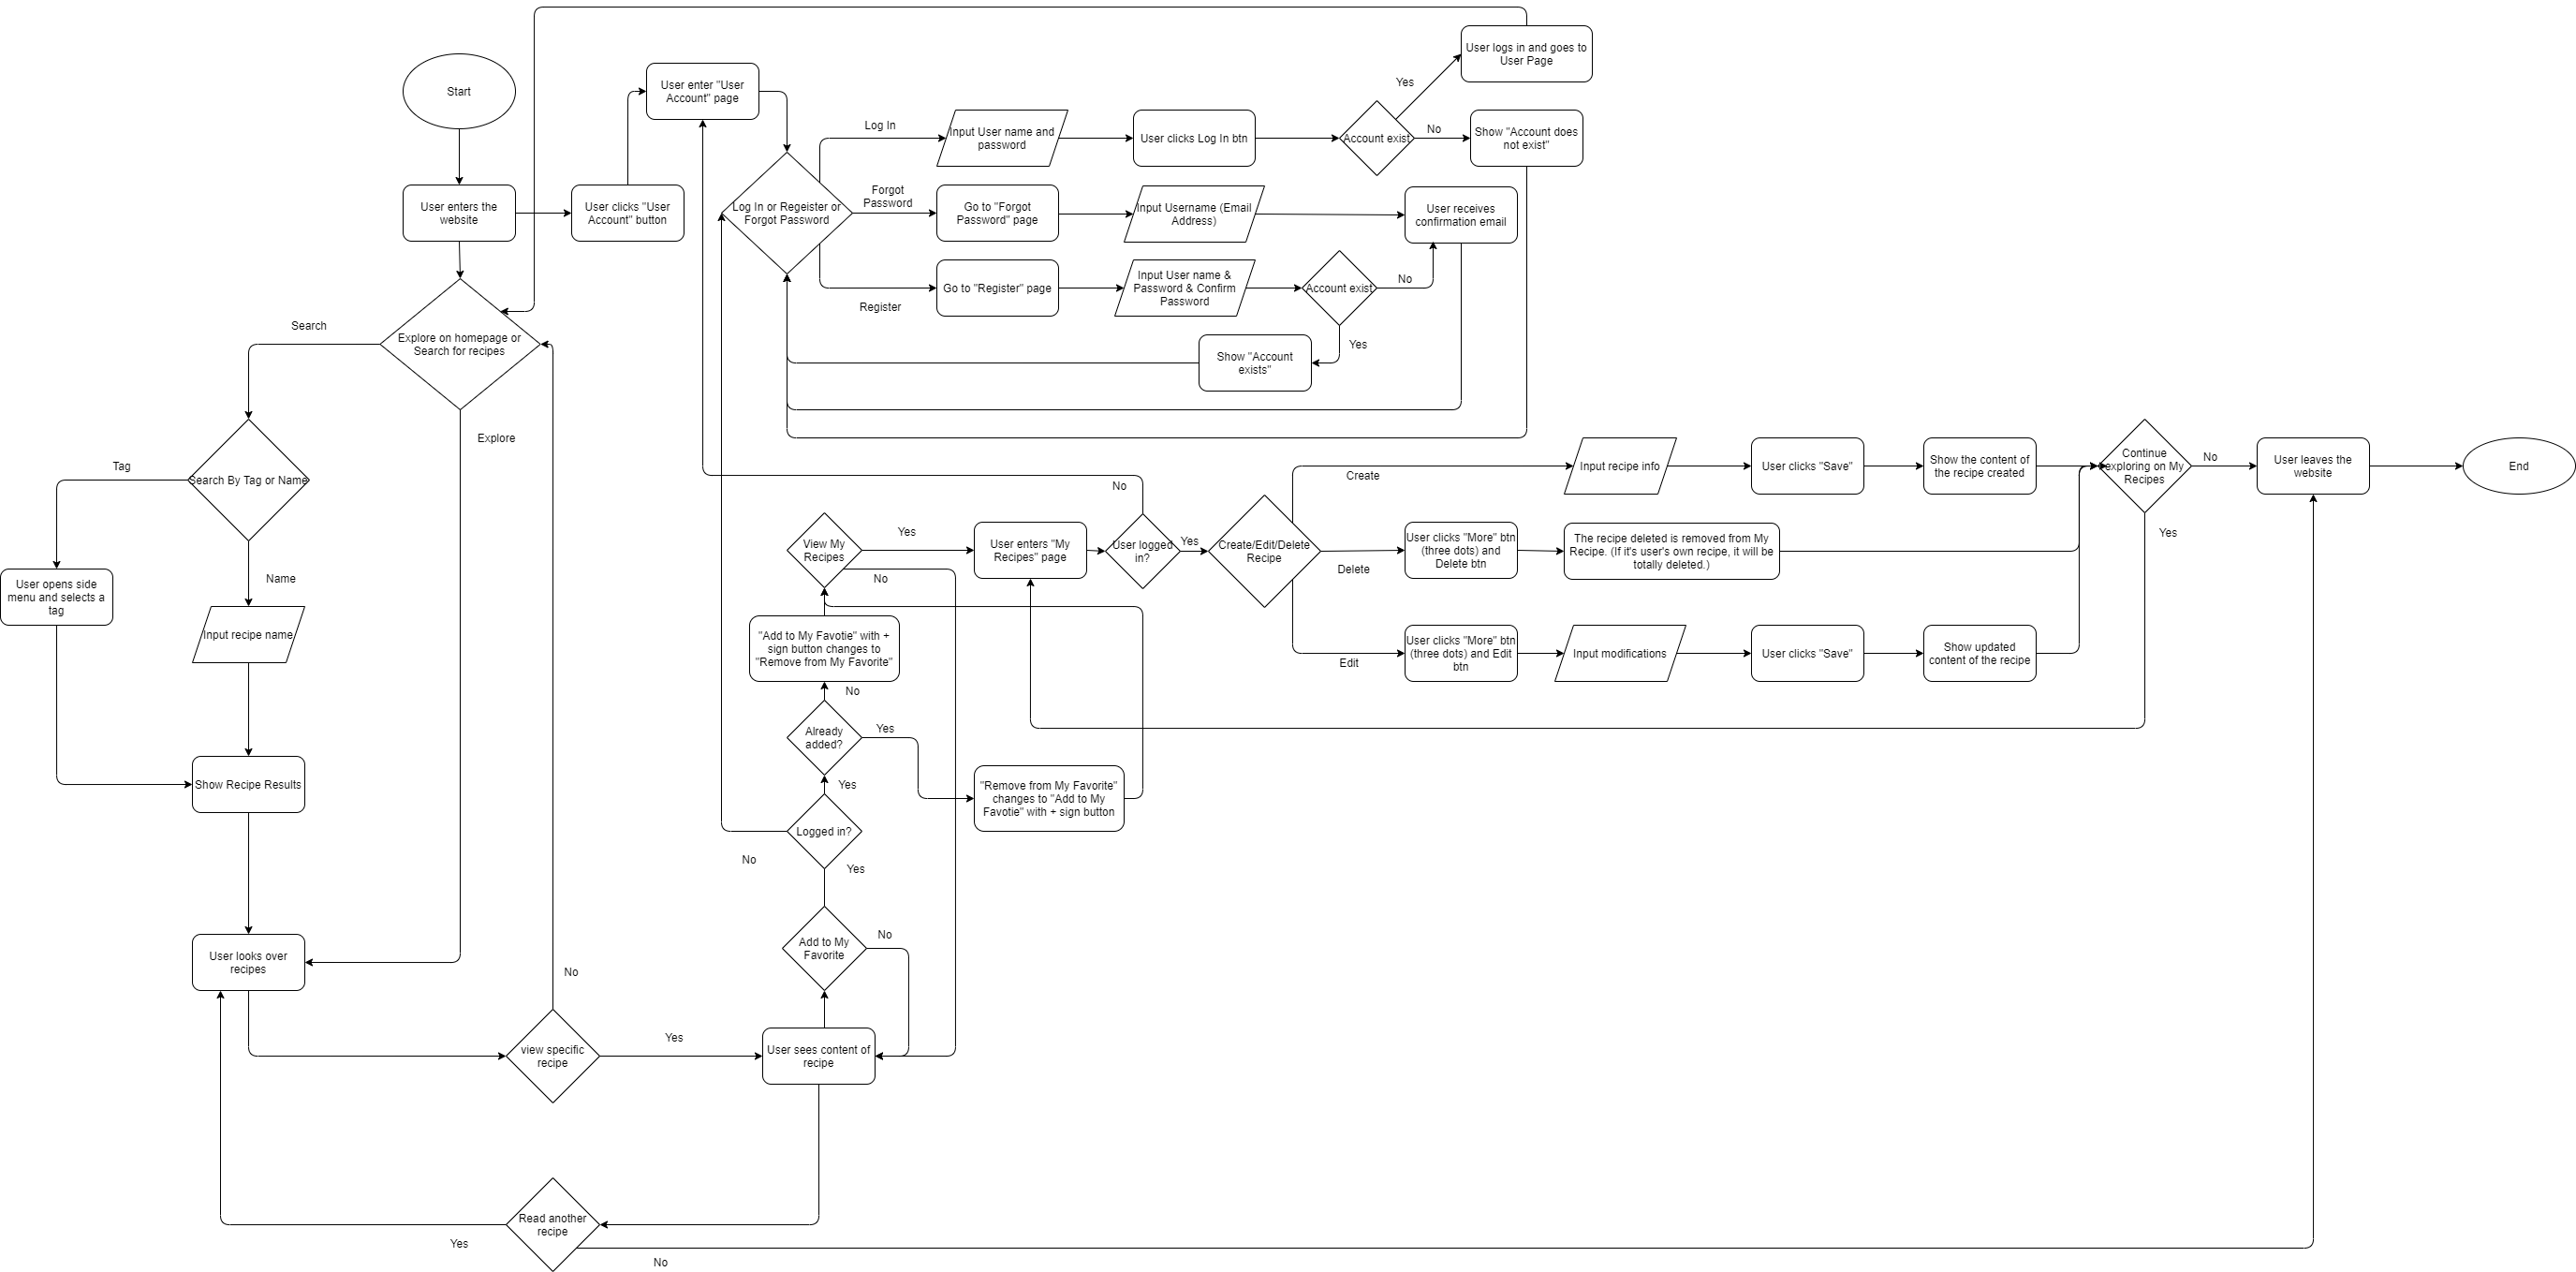 Start
User enters the
website
User clicks "User
Account" button
User enter "User
Account" page
Log In or Regeister or
Forgot Password
Log In
Input User name and
password
User clicks Log In btn
Account exist
Yes
User logs in and goes to
User Page
No
Show "Account does
not exist"
Forgot
Password
Go to "Forgot
Password" page
Input Username (Email
Address)
User receives
confirmation email
Register
Go to "Register" page
Input User name &
Password & Confirm
Password
Account exist
No
Yes
Show "Account
exists"
Explore on homepage or
Search for recipes
Search
Explore
Search By Tag or Name
Tag
Name
User opens side
menu and selects a
tag
Input recipe name
Show Recipe Results
User looks over
recipes
view specific
recipe
No
Yes
User sees content of
recipe
Add to My
Favorite
No
Yes
Logged in?
No
Yes
Already
added?
Yes
No
"Remove from My Favorite"
changes to "Add to My
Favotie" with + sign button
"Add to My Favotie" with +
sign button changes to
"Remove from My Favorite"
View My
Recipes
Yes
No
User enters "My
Recipes" page
User logged
in?
No
Yes
Create/Edit/Delete
Recipe
Create
Input recipe info
User clicks "Save"
Show the content of
the recipe created
Delete
User clicks "More" btn
(three dots) and
Delete btn
The recipe deleted is removed from My
Recipe. (If it's user's own recipe, it will be
totally deleted.)
Edit
User clicks "More" btn
(three dots) and Edit
btn
Input modifications
User clicks "Save"
Show updated
content of the recipe
Continue
exploring on My
Recipes
No
Yes
User leaves the
website
End
Read another
recipe
Yes
No